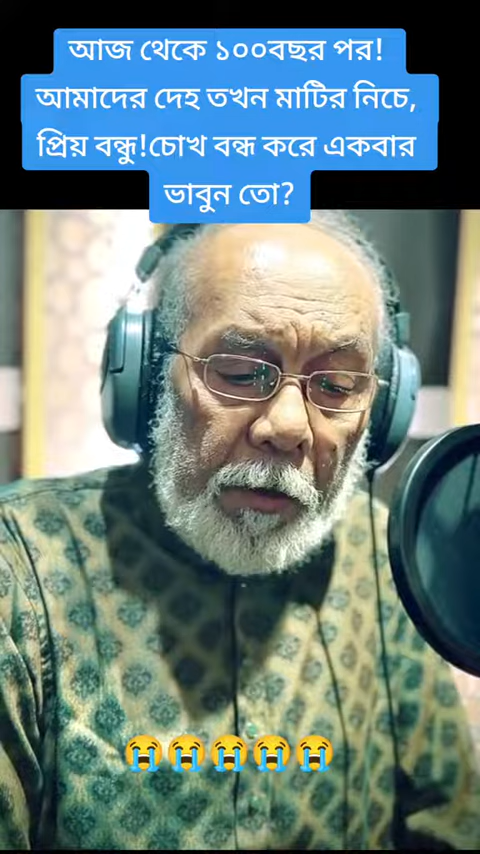 আজ থেকে ১০০বছর পর!
আমাদের দেহ তখন মাটির নিচে,
প্রিয় বন্ধু!চোখ বন্ধ করে একবার
ভাবুন তো?